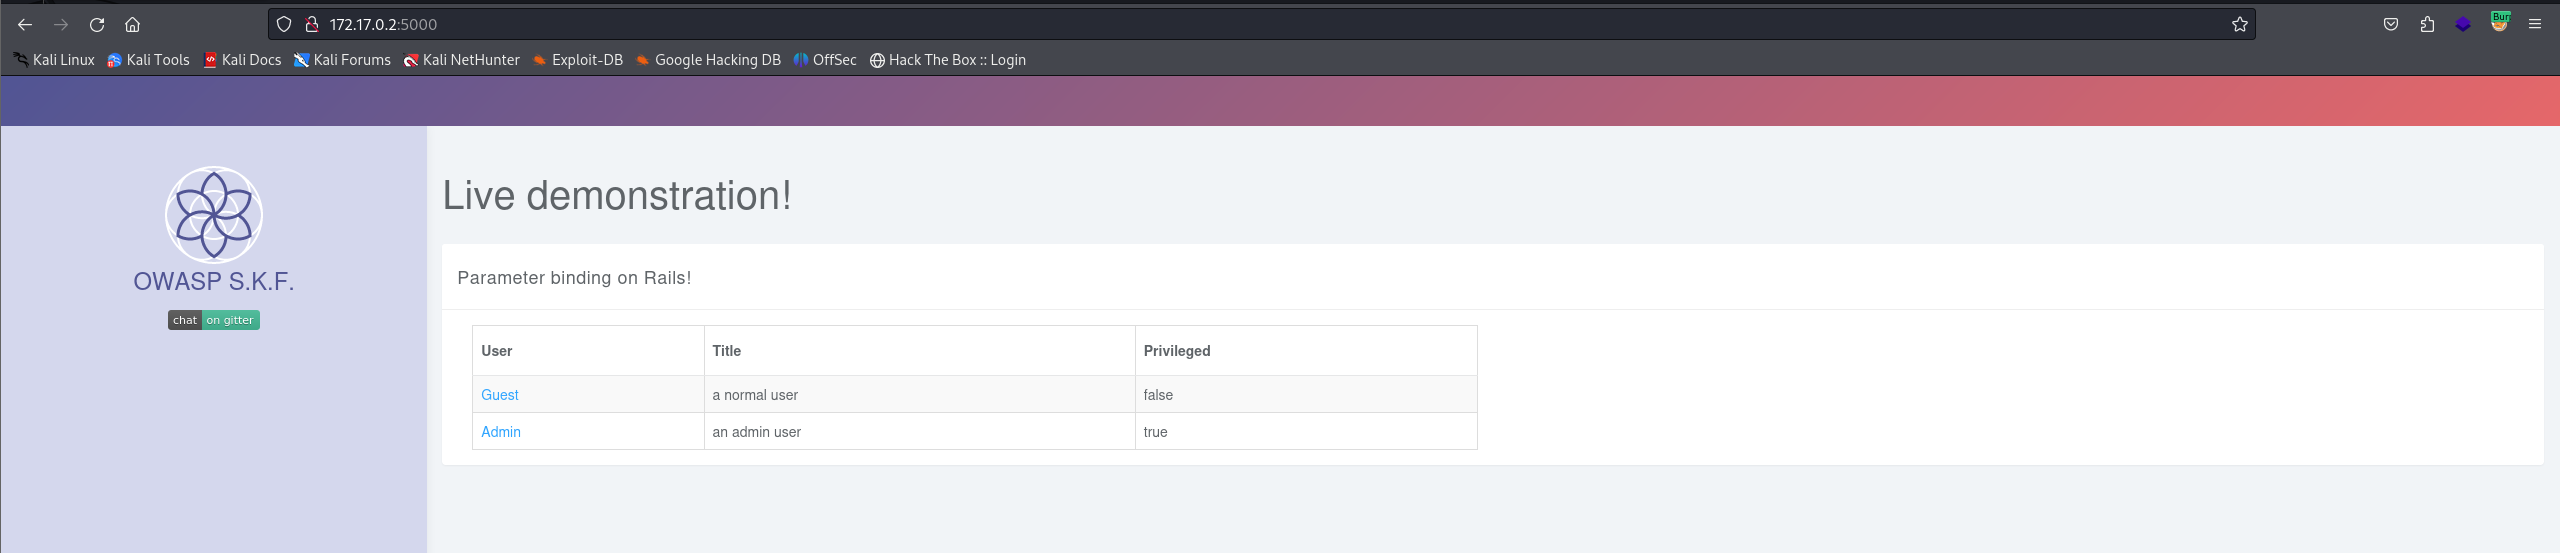 172.17.0.2:5000
Kali Linux Kali Tools Kali Docs Kali Forums Kali NetHunter Exploit-DB Google Hacking DB OffSec Hack The Box :: Login
OWASP S.K.F.
chat on gitter
Live demonstration!
Parameter binding on Rails!
User Title Privileged
Guest a normal user false
Admin an admin user true